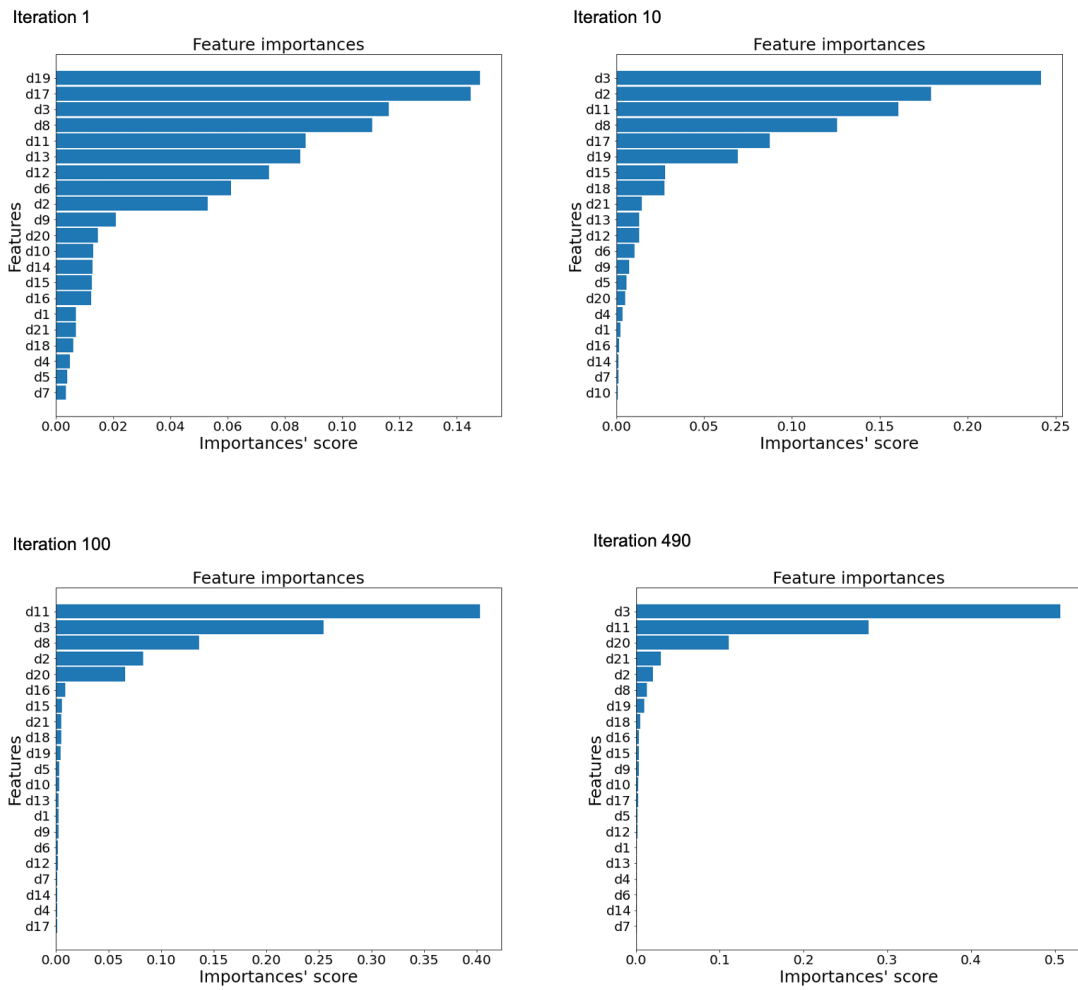 Iteration 1
Feature importances
Features
d19
d17
d3
d8
d11
d13
d12
d6
d2
d9
d20
d10
d14
d15
d16
d1
d21
d18
d4
d5
d7
0.00 0.02 0.04 0.06 0.08 0.10 0.12 0.14
Importances' score
Iteration 10
Feature importances
Features
d3
d2
d11
d8
d17
d19
d15
d18
d21
d13
d12
d6
d9
d5
d20
d4
d1
d16
d14
d7
d10
0.00 0.05 0.10 0.15 0.20 0.25
Importances' score
Iteration 100
Feature importances
Features
d11
d3
d8
d2
d20
d16
d15
d21
d18
d19
d5
d10
d13
d1
d9
d6
d12
d7
d14
d4
d17
0.00 0.05 0.10 0.15 0.20 0.25 0.30 0.35 0.40
Importances' score
Iteration 490
Feature importances
Features
d3
d11
d20
d21
d2
d8
d19
d18
d16
d15
d9
d10
d17
d5
d12
d1
d13
d4
d6
d14
d7
0.0 0.1 0.2 0.3 0.4 0.5
Importances' score